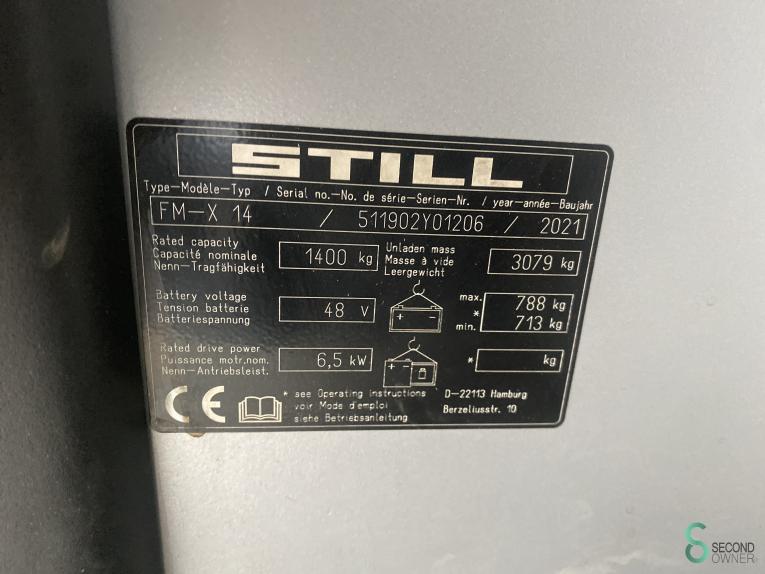 STILL
Type-Modèle-Typ / Serial no.-No. de série-Serien-Nr. / year-année-Baujahr
FM-X 14 / 511902Y01206 / 2021
Rated capacity
Capacité nominale
Nenn-Tragfähigkeit
1400 kg
Unladen mass
Masse à vide
Leergewicht
3079 kg
Battery voltage
Tension batterie
Batteriespannung
48 V
+ -
max. 788 kg
*
min. 713 kg
Rated drive power
Puissance motr.nom.
Nenn-Antriebsleist.
6,5 kW
+ -
* kg
CE
* see Operating instructions
voir Mode d'emploi
siehe Betriebsanleitung
D-22113 Hamburg
Berzeliusstr. 10
SECOND
OWNER